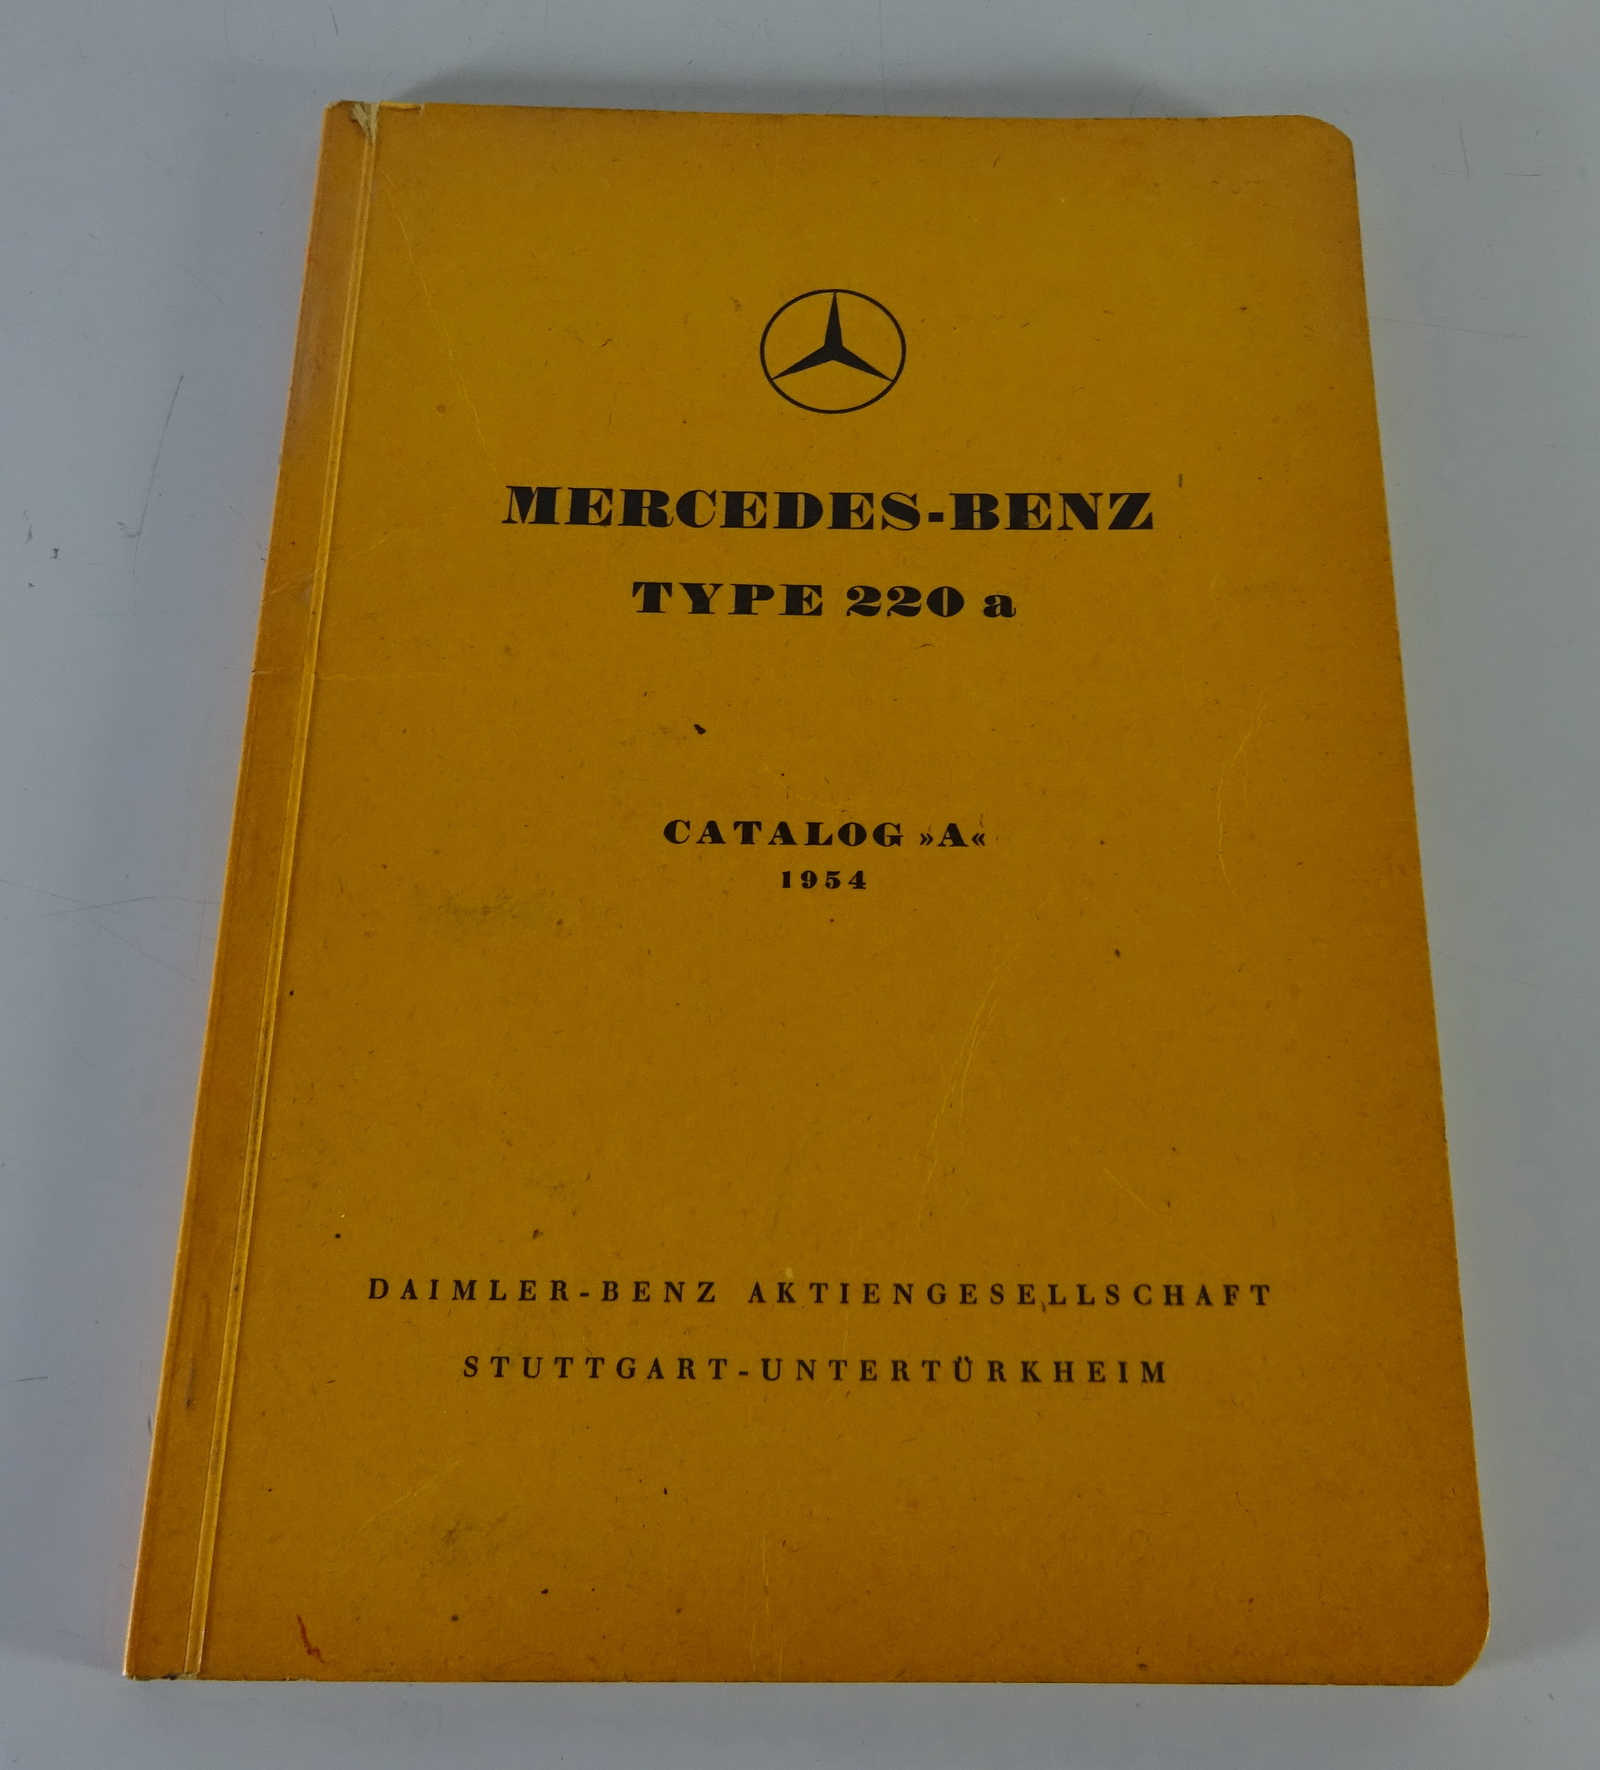 MERCEDES-BENZ
TYPE 220 a
CATALOG »A«
1954
DAIMLER-BENZ AKTIENGESELLSCHAFT
STUTTGART-UNTERTÜRKHEIM